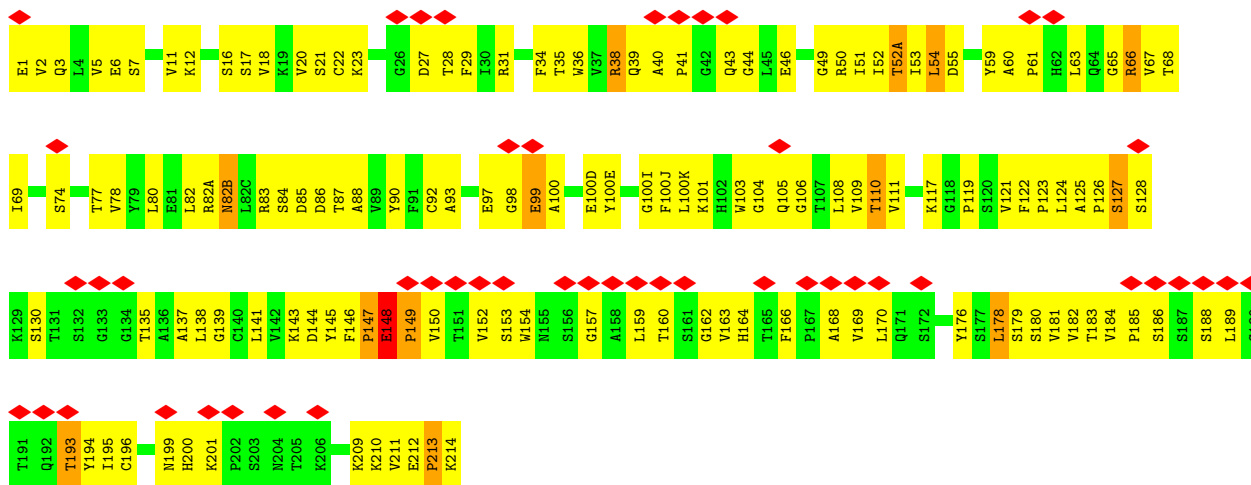 E1 V2 Q3 L4 V5 E6 S7 V11 K12 S16 S17 V18 K19 V20 S21 C22 K23 G26 D27 T28 F29 I30 R31 F34 T35 W36 V37 R38 Q39 A40 P41 G42 Q43 G44 L45 E46 G49 R50 I51 I52 T52A I53 L54 D55 Y59 A60 P61 H62 L63 Q64 G65 R66 V67 T68
I69 S74 T77 V78 Y79 L80 E81 L82 R82A N82B L82C R83 S84 D85 D86 T87 A88 V89 Y90 F91 C92 A93 E97 G98 E99 A100 E100D Y100E G100I F100J L100K K101 H102 W103 G104 Q105 G106 T107 L108 V109 T110 V111 K117 G118 P119 S120 V121 F122 P123 L124 A125 P126 S127 S128
K129 S130 T131 S132 G133 G134 T135 A136 A137 L138 G139 C140 L141 V142 K143 D144 Y145 F146 P147 E148 P149 V150 T151 V152 S153 W154 N155 S156 G157 A158 L159 T160 S161 G162 V163 H164 T165 F166 P167 A168 V169 L170 Q171 S172 Y176 S177 L178 S179 S180 V181 V182 T183 V184 P185 S186 S187 S188 L189
T191 Q192 T193 Y194 I195 C196 N199 H200 K201 P202 S203 N204 T205 K206 K209 K210 V211 E212 P213 K214